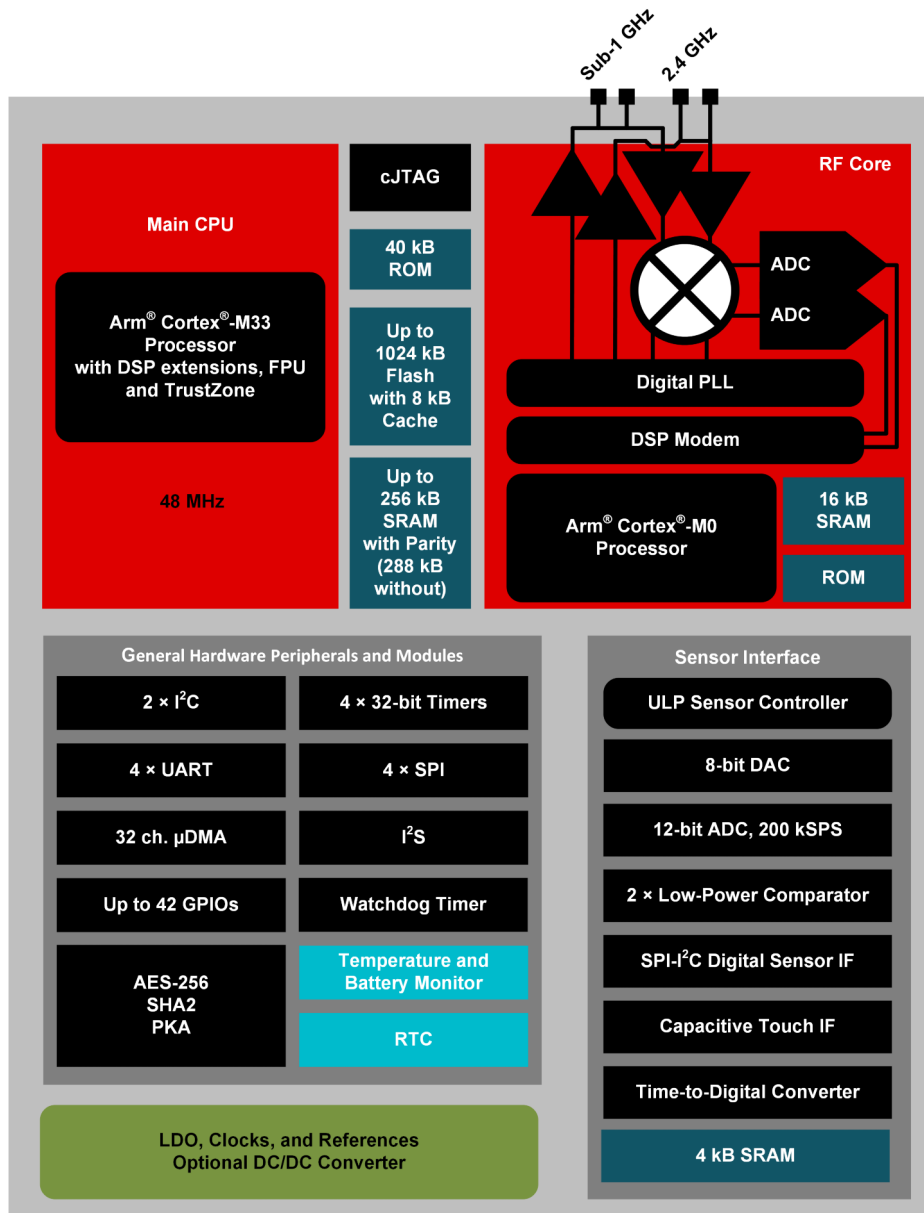 Sub-1 GHz
2.4 GHz
Main CPU
Arm® Cortex®-M33
Processor
with DSP extensions, FPU
and TrustZone
48 MHz
cJTAG
40 kB
ROM
Up to
1024 kB
Flash
with 8 kB
Cache
Up to
256 kB
SRAM
with Parity
(288 kB
without)
RF Core
ADC
ADC
Digital PLL
DSP Modem
Arm® Cortex®-M0
Processor
16 kB
SRAM
ROM
General Hardware Peripherals and Modules
2 × I²C
4 × 32-bit Timers
4 × UART
4 × SPI
32 ch. µDMA
I²S
Up to 42 GPIOs
Watchdog Timer
AES-256
SHA2
PKA
Temperature and
Battery Monitor
RTC
LDO, Clocks, and References
Optional DC/DC Converter
Sensor Interface
ULP Sensor Controller
8-bit DAC
12-bit ADC, 200 kSPS
2 × Low-Power Comparator
SPI-I²C Digital Sensor IF
Capacitive Touch IF
Time-to-Digital Converter
4 kB SRAM